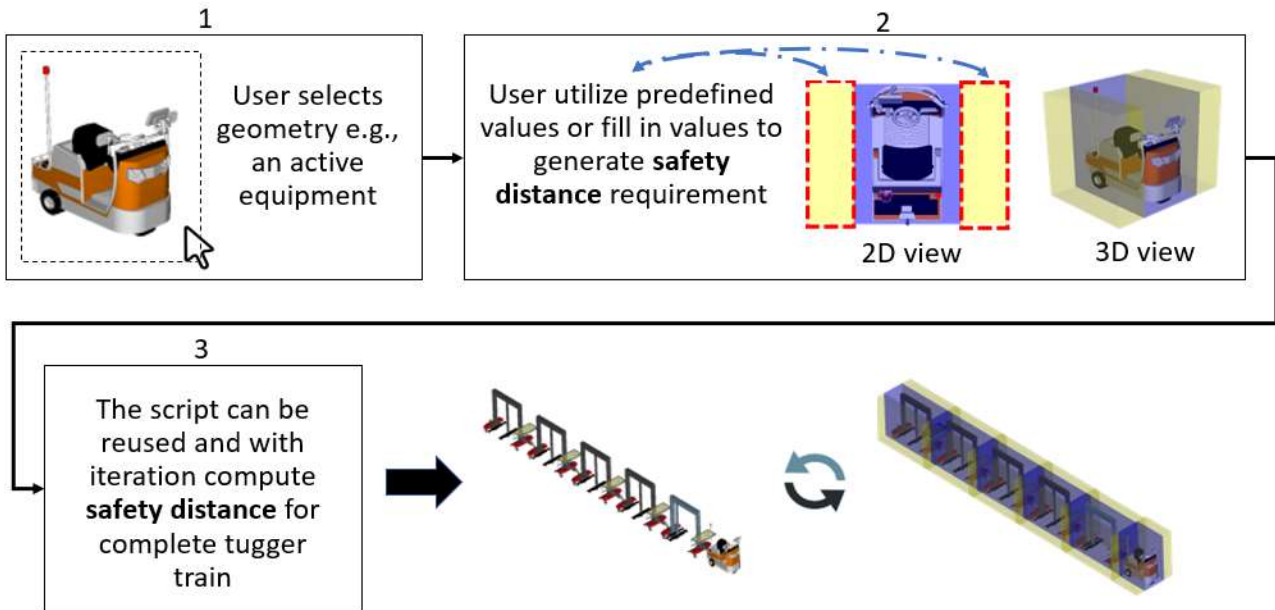 1
User selects
geometry e.g.,
an active
equipment
2
User utilize predefined
values or fill in values to
generate safety
distance requirement
2D view
3D view
3
The script can be
reused and with
iteration compute
safety distance for
complete tugger
train